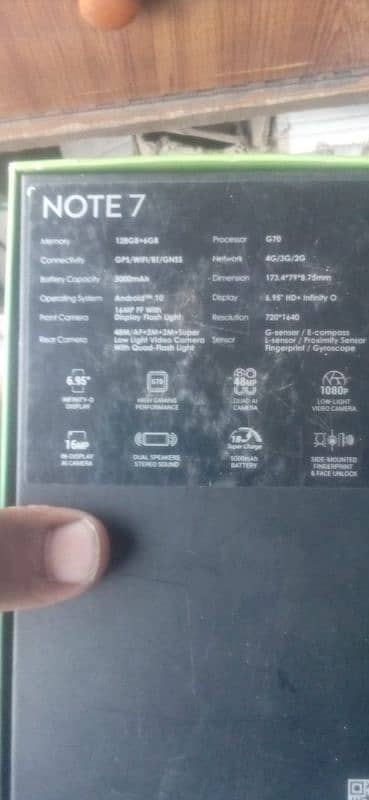 NOTE 7
Memory 128GB+6GB Processor G70
Connectivity GPS/WIFI/BT/GNSS Network 4G/3G/2G
Battery Capacity 5000mAh Dimension 173.4*79*8.75mm
Operating System Android™ 10 Display 6.95" HD+ Infinity O
Front Camera 16MP FF With Display Flash Light Resolution 720*1640
Rear Camera 48M/AF+2M+2M+Super Low Light Video Camera With Quad-Flash Light Sensor G-sensor / E-compass L-sensor / Proximity Sensor Fingerprint / Gyroscope
6.95"
INFINITY-O
DISPLAY
G70
HIGH GAMING
PERFORMANCE
48MP
QUAD AI
CAMERA
1080P
LOW-LIGHT
VIDEO CAMERA
16MP
IN-DISPLAY
AI CAMERA
DUAL SPEAKERS
STEREO SOUND
18W
Super Charge
5000mAh
BATTERY
SIDE-MOUNTED
FINGERPRINT
& FACE UNLOCK